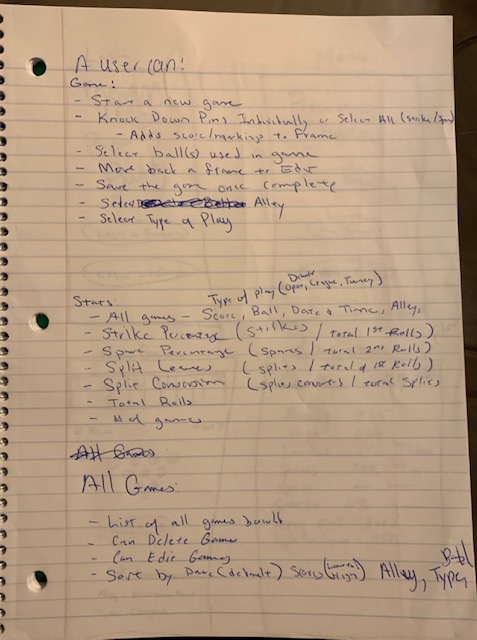 A user can:
Game:
- Start a new game
- Knock Down Pins Individually or Select All (Strike/Spare)
- Adds score/markings to Frame
- Select ball(s) used in game
- Move back a frame to Edit
- Save the game once complete
- Select Alley
- Select Type of Play
Type of play (Default Open, League, Tourney)
Stats:
- All games - Score, Ball, Date & Time, Alley,
- Strike Percentage (Strikes / total 1st Rolls)
- Spare Percentage (Spares / total 2nd Rolls)
- Split Leaves (splits / total of 1st Rolls)
- Split Conversion (splits converted / total splits)
- Total Rolls
- # of games
All Games
All Games:
- List of all games bowled
- Can Delete Game
- Can Edit Games
- Sort by Date (default) Score Alley, Type, Ball